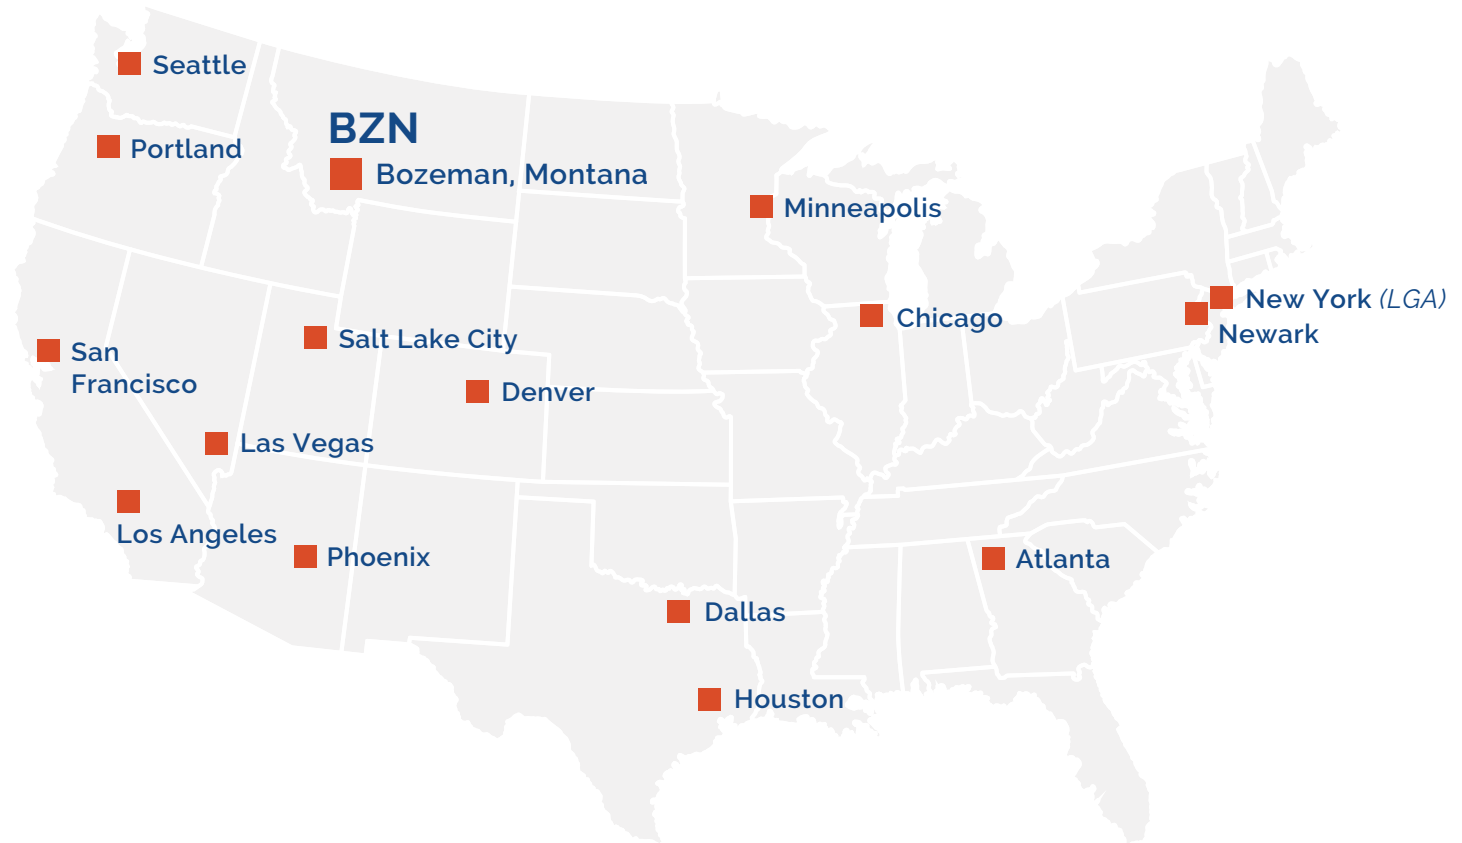 Seattle
BZN
Portland
Bozeman, Montana
Minneapolis
New York (LGA)
Chicago
Newark
Salt Lake City
San
Francisco
Denver
Las Vegas
Los Angeles
Phoenix
Atlanta
Dallas
Houston